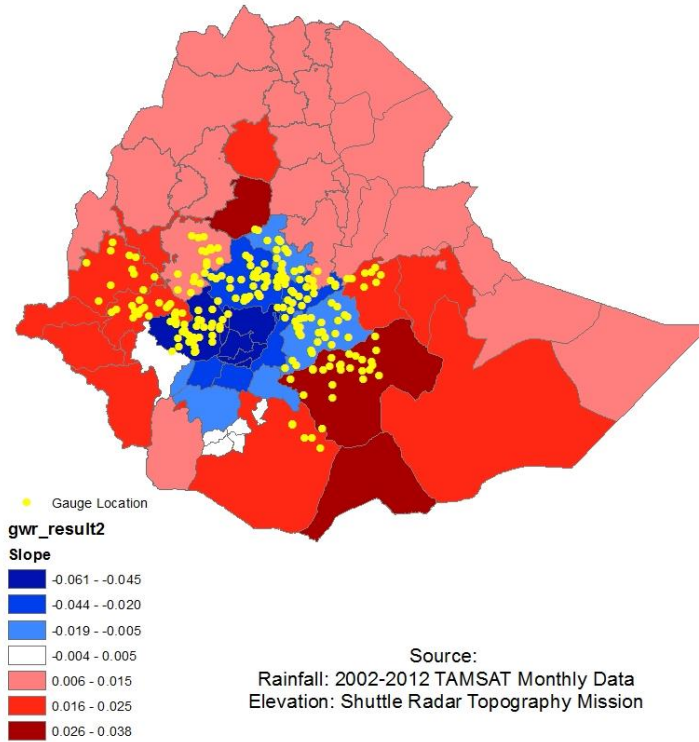 Gauge Location
gwr_result2
Slope
-0.061 - -0.045
-0.044 - -0.020
-0.019 - -0.005
-0.004 - 0.005
0.006 - 0.015
0.016 - 0.025
0.026 - 0.038
Source:
Rainfall: 2002-2012 TAMSAT Monthly Data
Elevation: Shuttle Radar Topography Mission